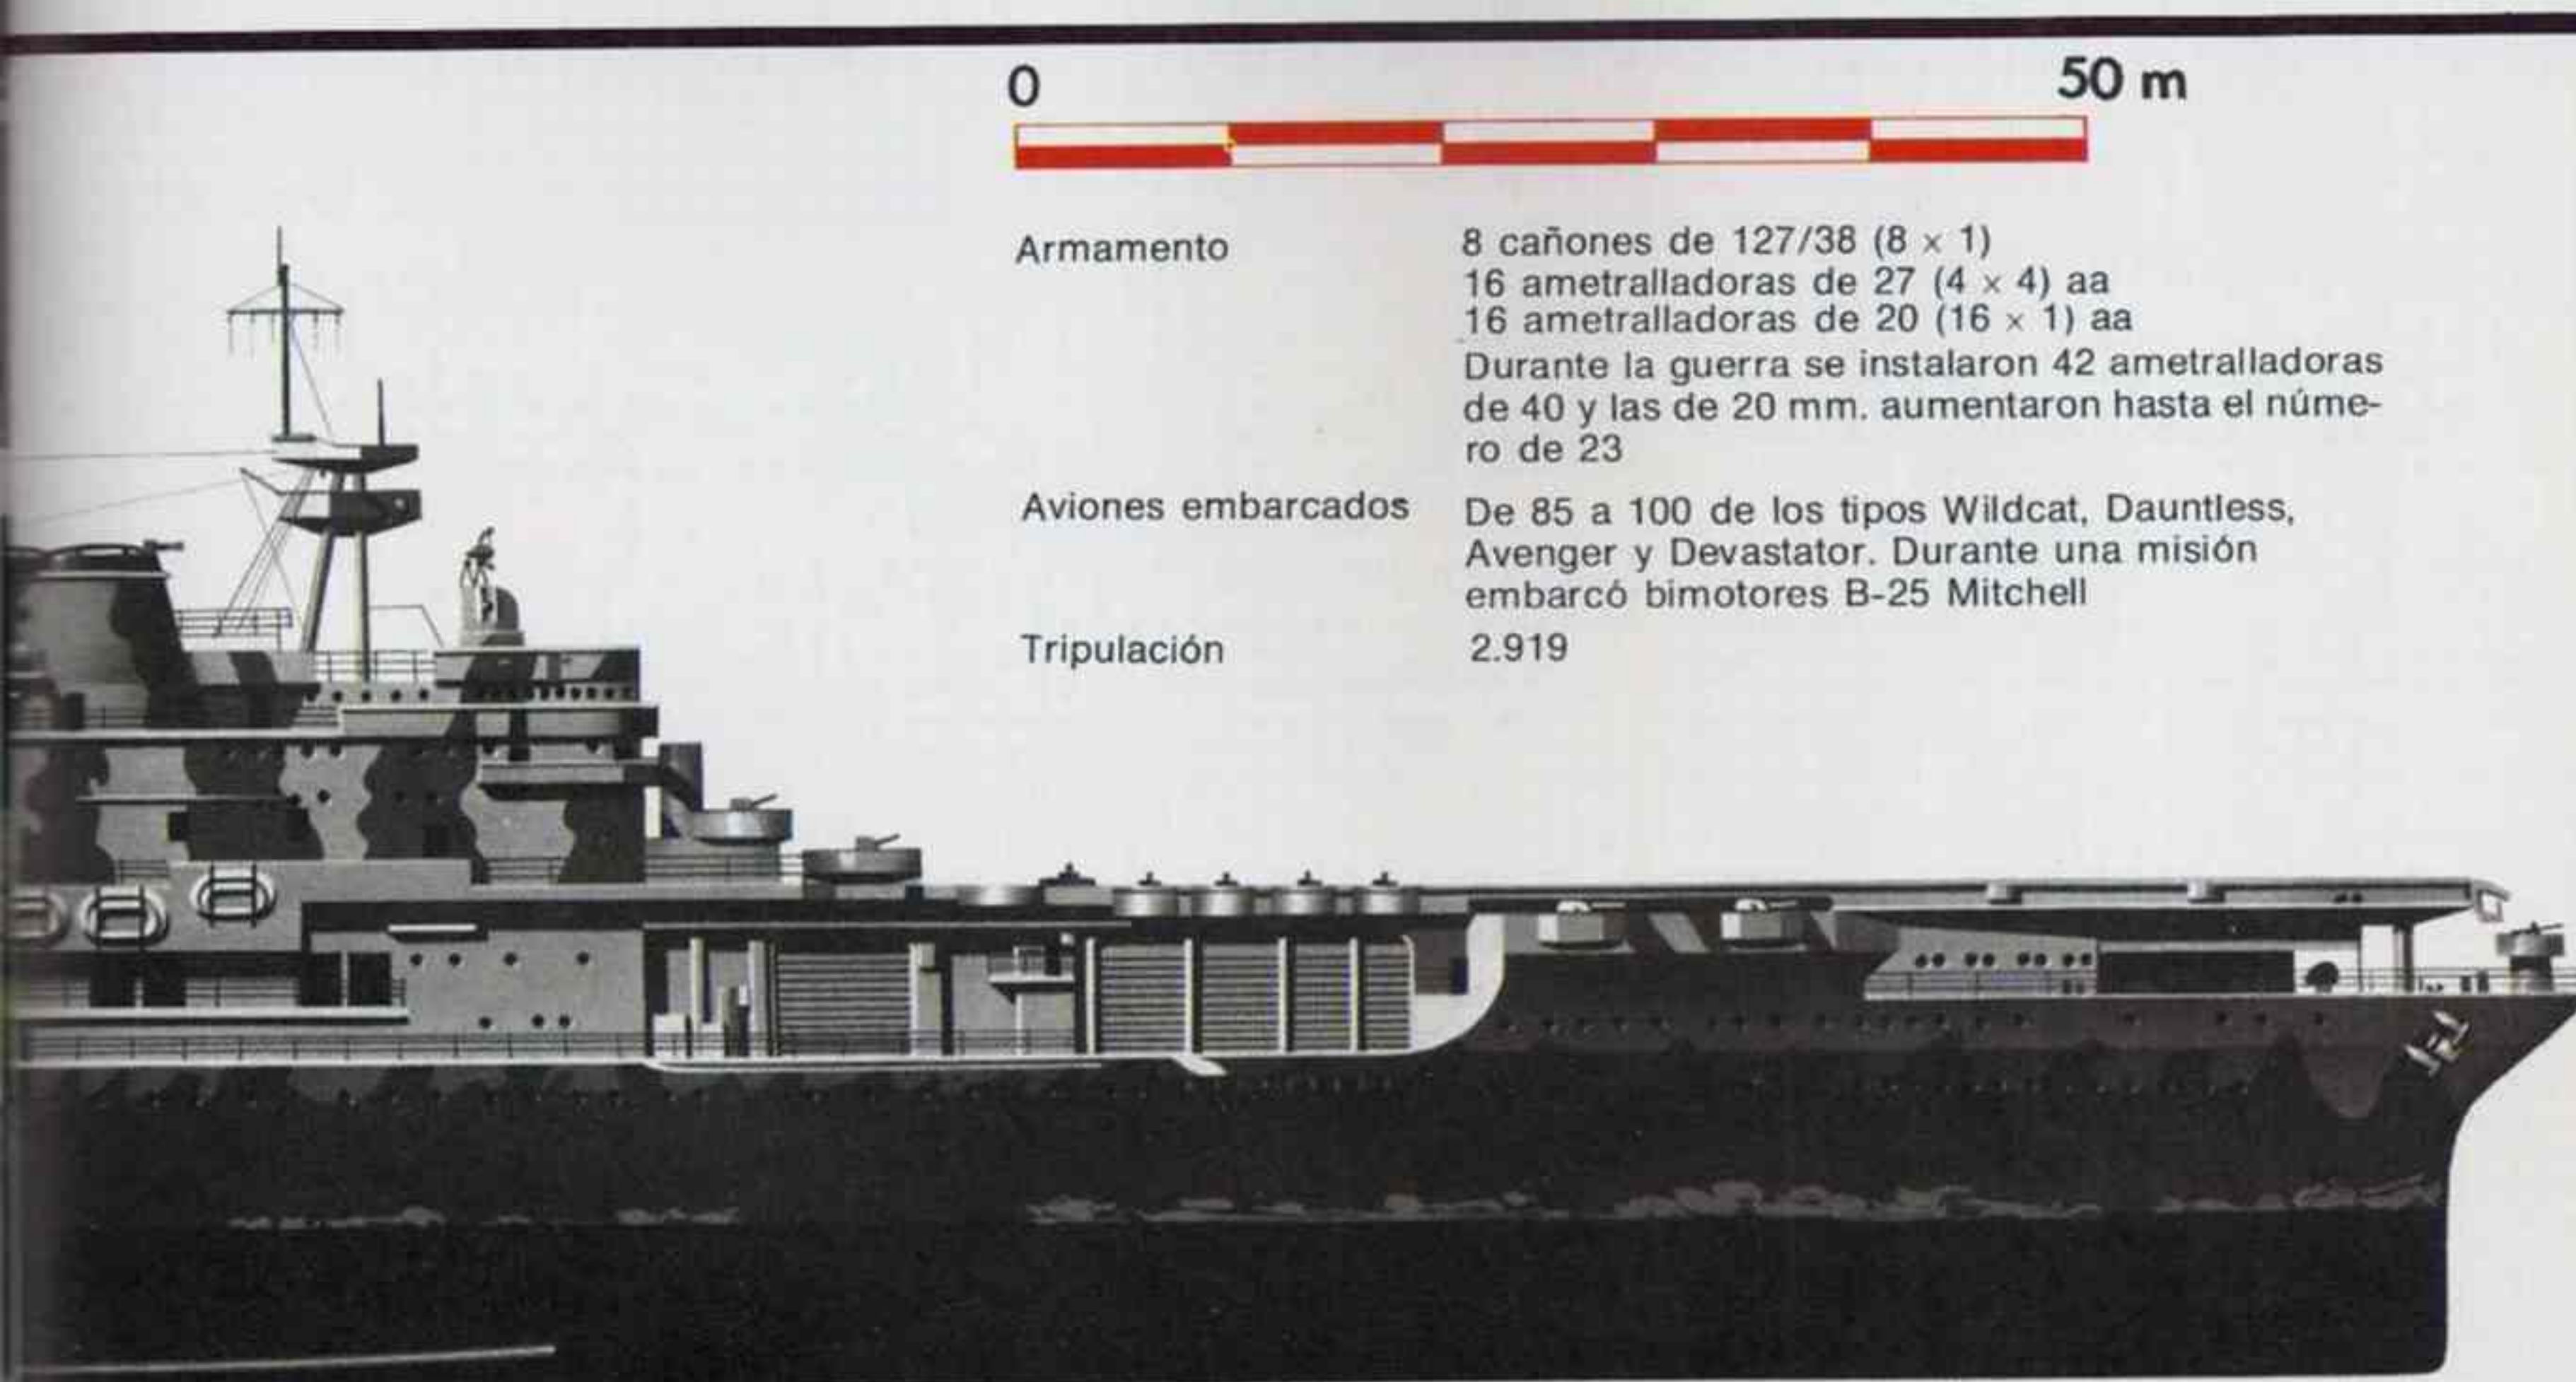 0 50 m
Armamento 8 cañones de 127/38 (8 × 1)
16 ametralladoras de 27 (4 × 4) aa
16 ametralladoras de 20 (16 × 1) aa
Durante la guerra se instalaron 42 ametralladoras
de 40 y las de 20 mm. aumentaron hasta el núme-
ro de 23
Aviones embarcados De 85 a 100 de los tipos Wildcat, Dauntless,
Avenger y Devastator. Durante una misión
embarcó bimotores B-25 Mitchell
Tripulación 2.919